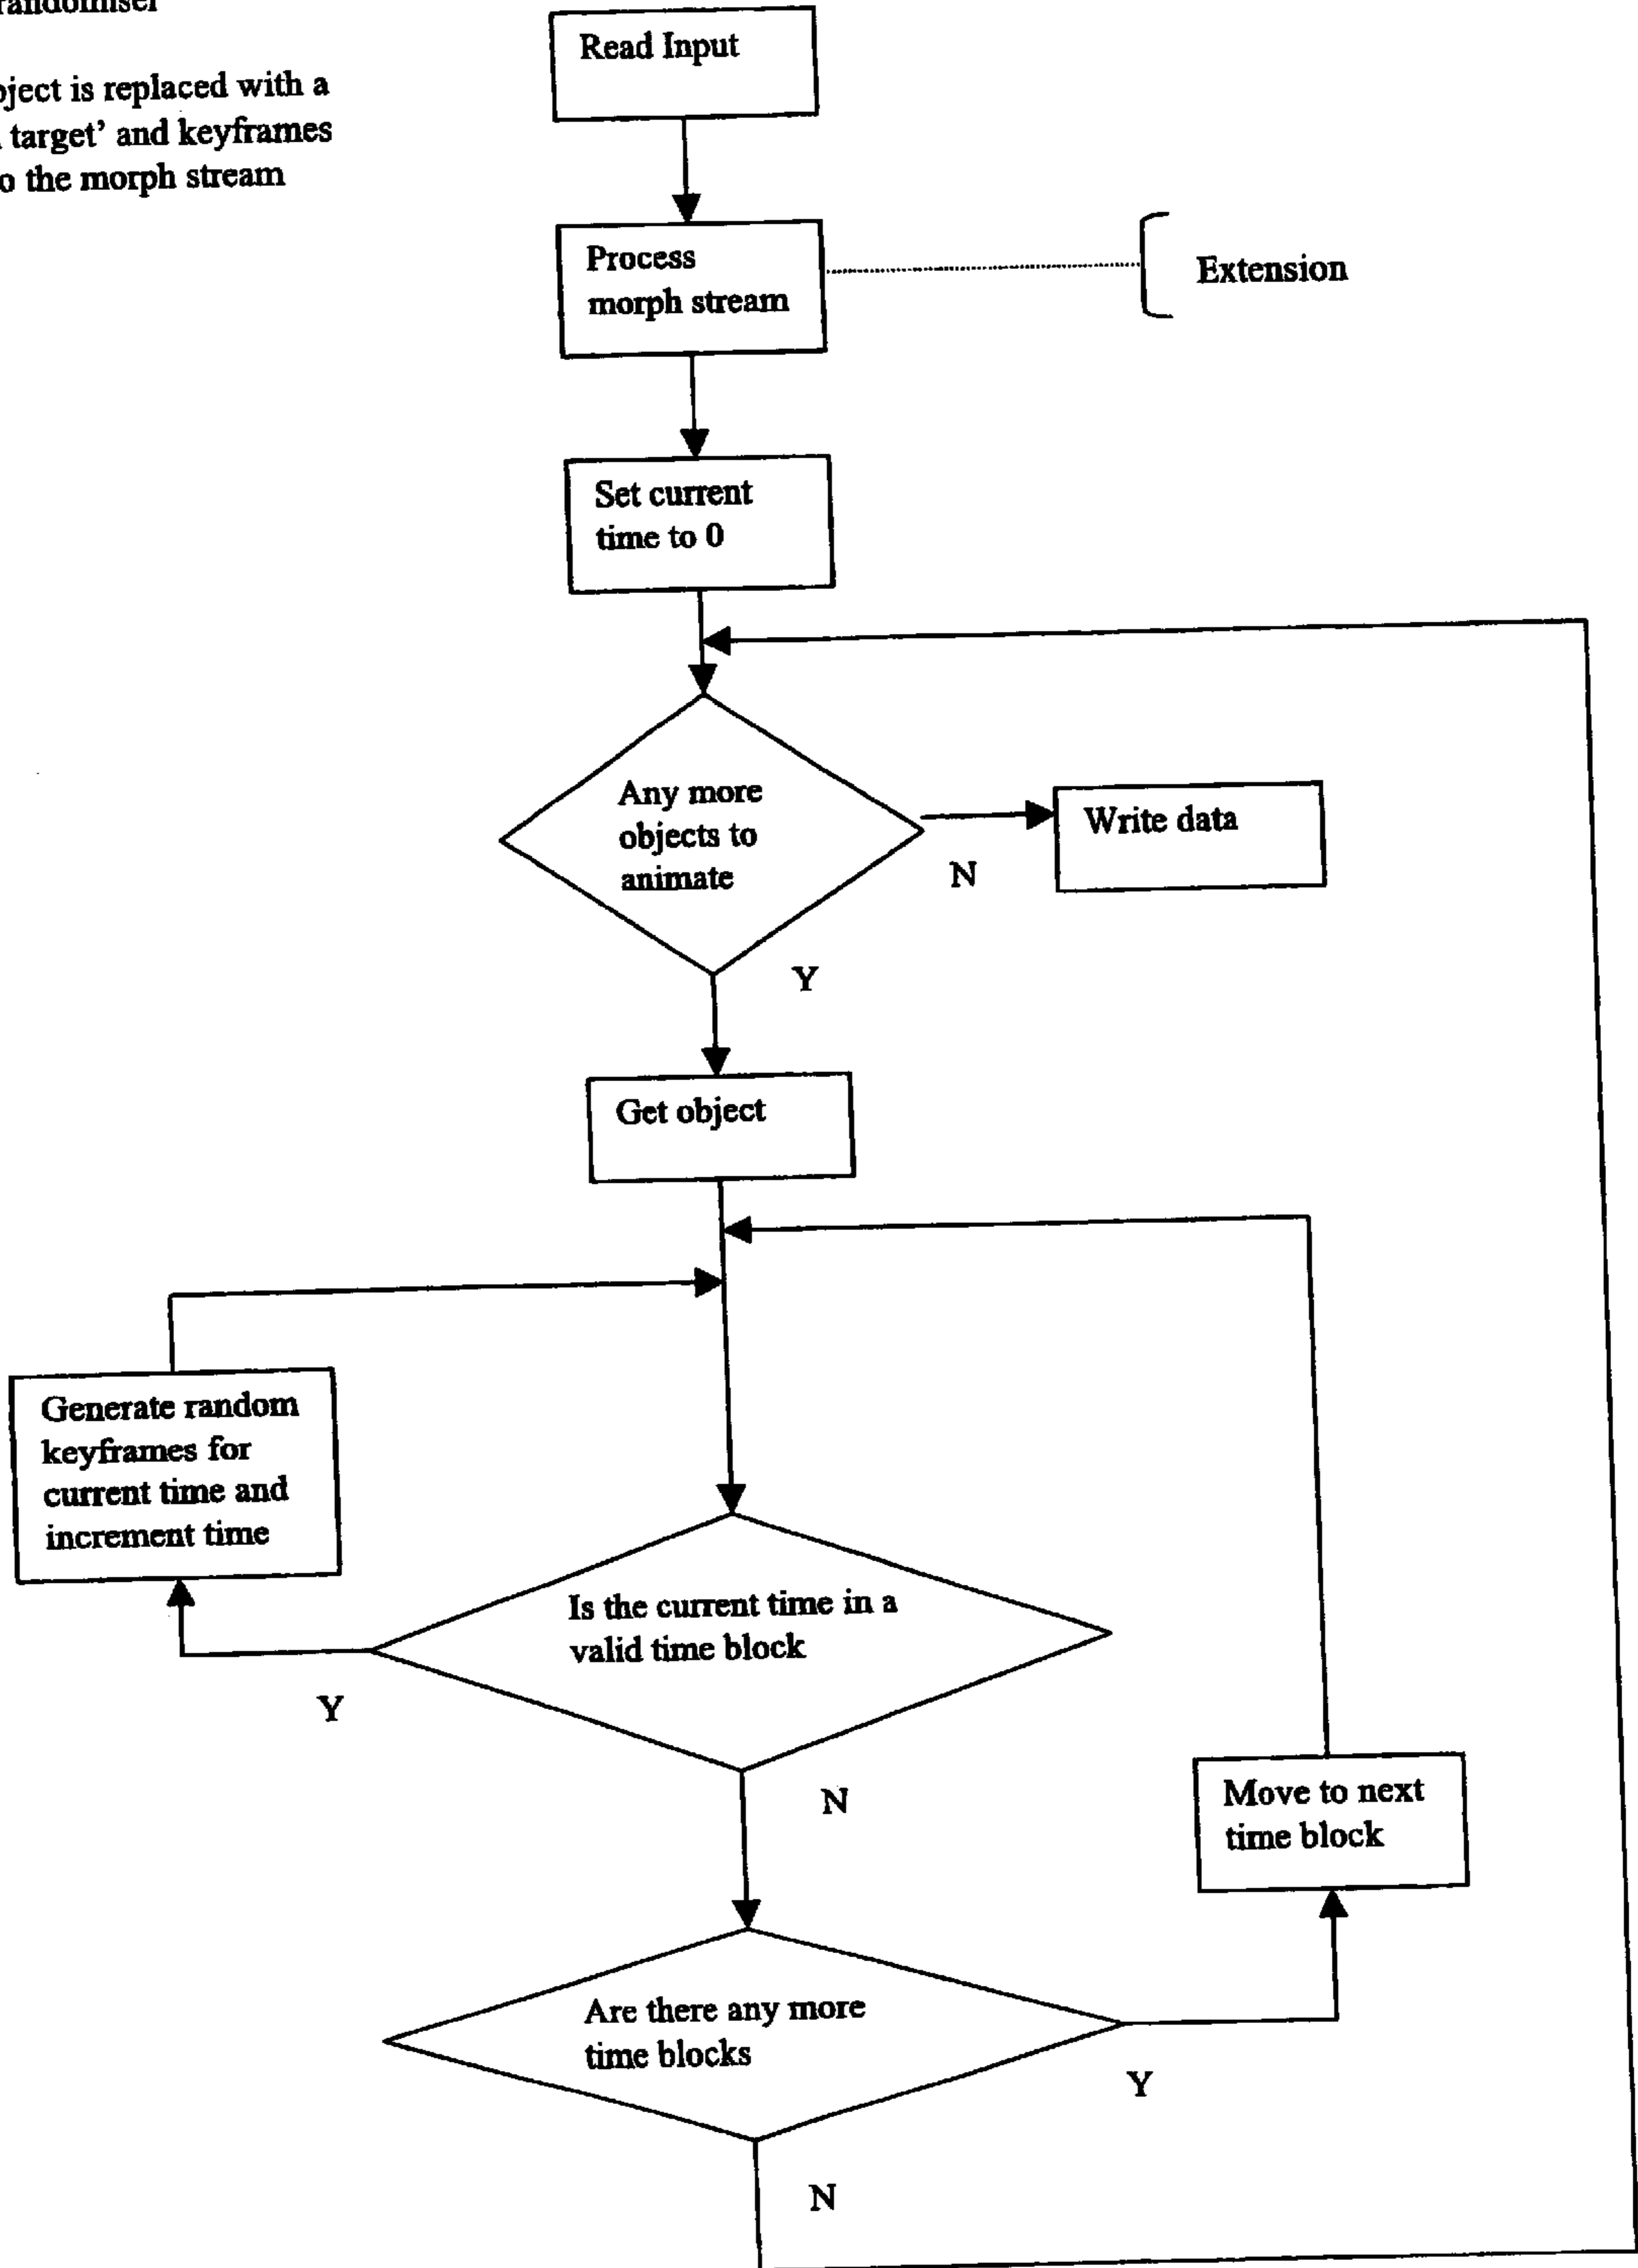 randomiser
is replaced with a
target’ and keyframes
the morph stream
Read Input
Process
morph stream
Extension
Set current
time to 0
Any more
objects to
animate
N
Write data
Y
Get object
Generate random
keyframes for
current time and
increment time
Is the current time in a
valid time block
Y
N
Move to next
time block
Are there any more
time blocks
Y
N